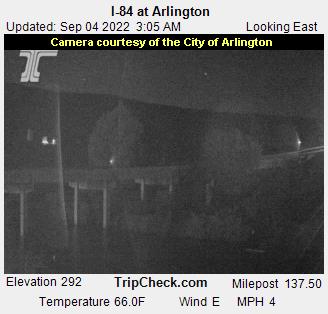 I-84 at Arlington
Updated: Sep 04 2022 3:05 AM Looking East
Camera courtesy of the City of Arlington
Elevation 292 TripCheck.com Milepost 137.50
Temperature 66.0F Wind E MPH 4